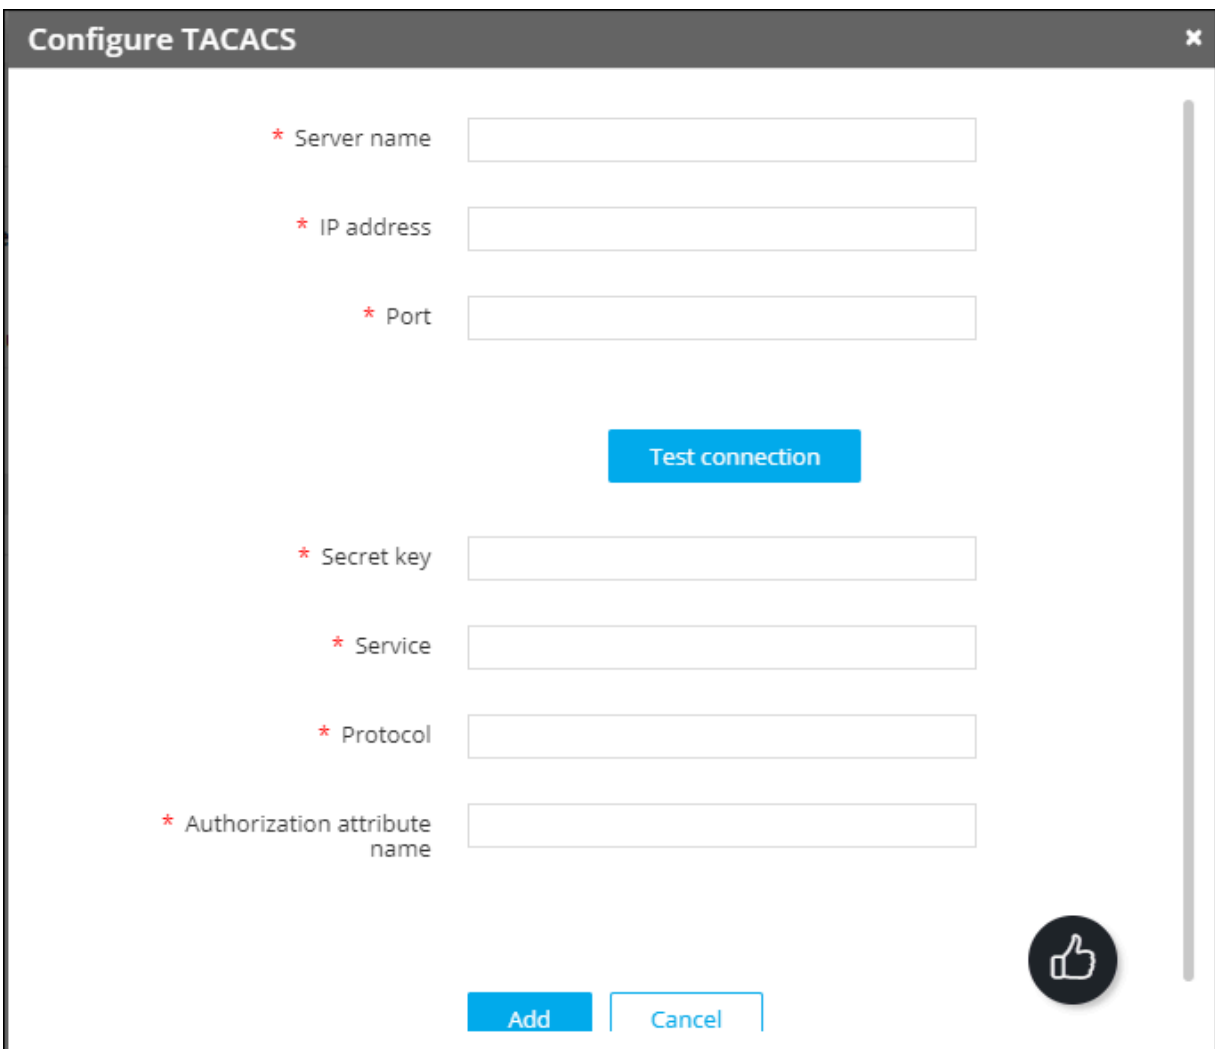 Configure TACACS
* Server name
* IP address
* Port
Test connection
* Secret key
* Service
* Protocol
* Authorization attribute
name
Add Cancel